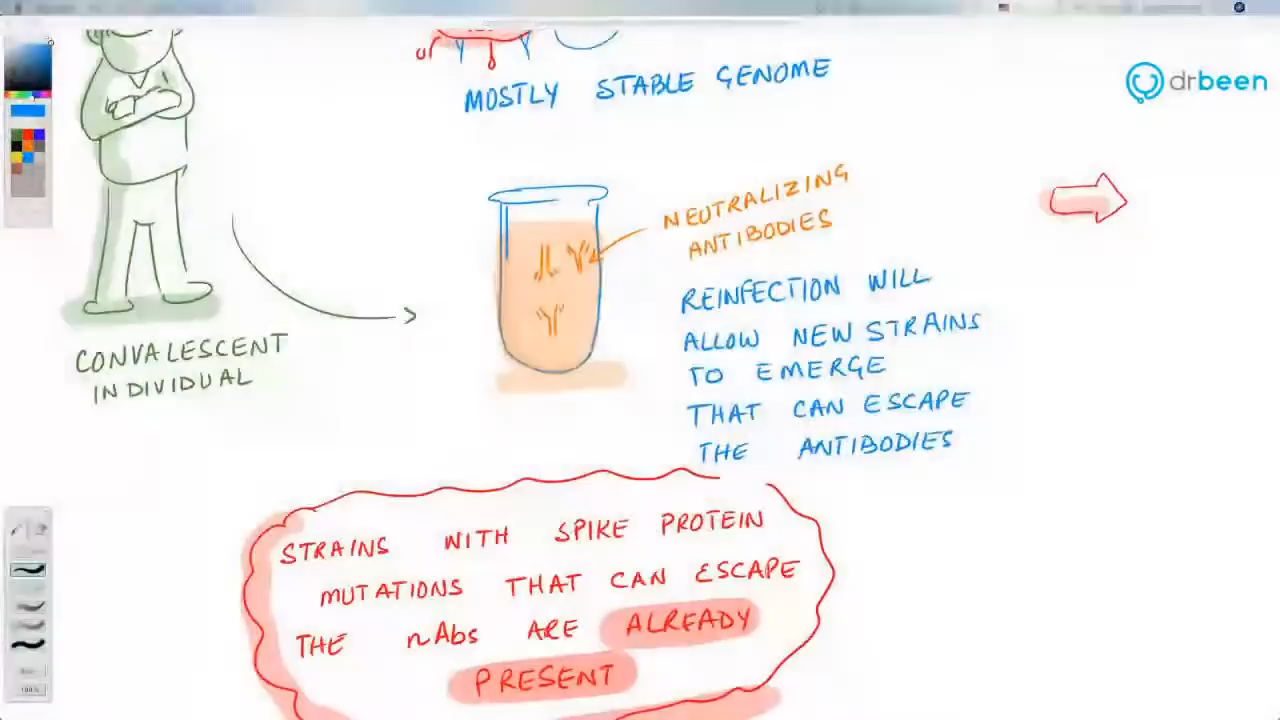 MOSTLY STABLE GENOME
drbeen
NEUTRALIZING
ANTIBODIES
REINFECTION WILL
ALLOW NEW STRAINS
TO EMERGE
THAT CAN ESCAPE
THE ANTIBODIES
CONVALESCENT
INDIVIDUAL
STRAINS WITH SPIKE PROTEIN
MUTATIONS THAT CAN ESCAPE
THE nAbs ARE ALREADY
PRESENT